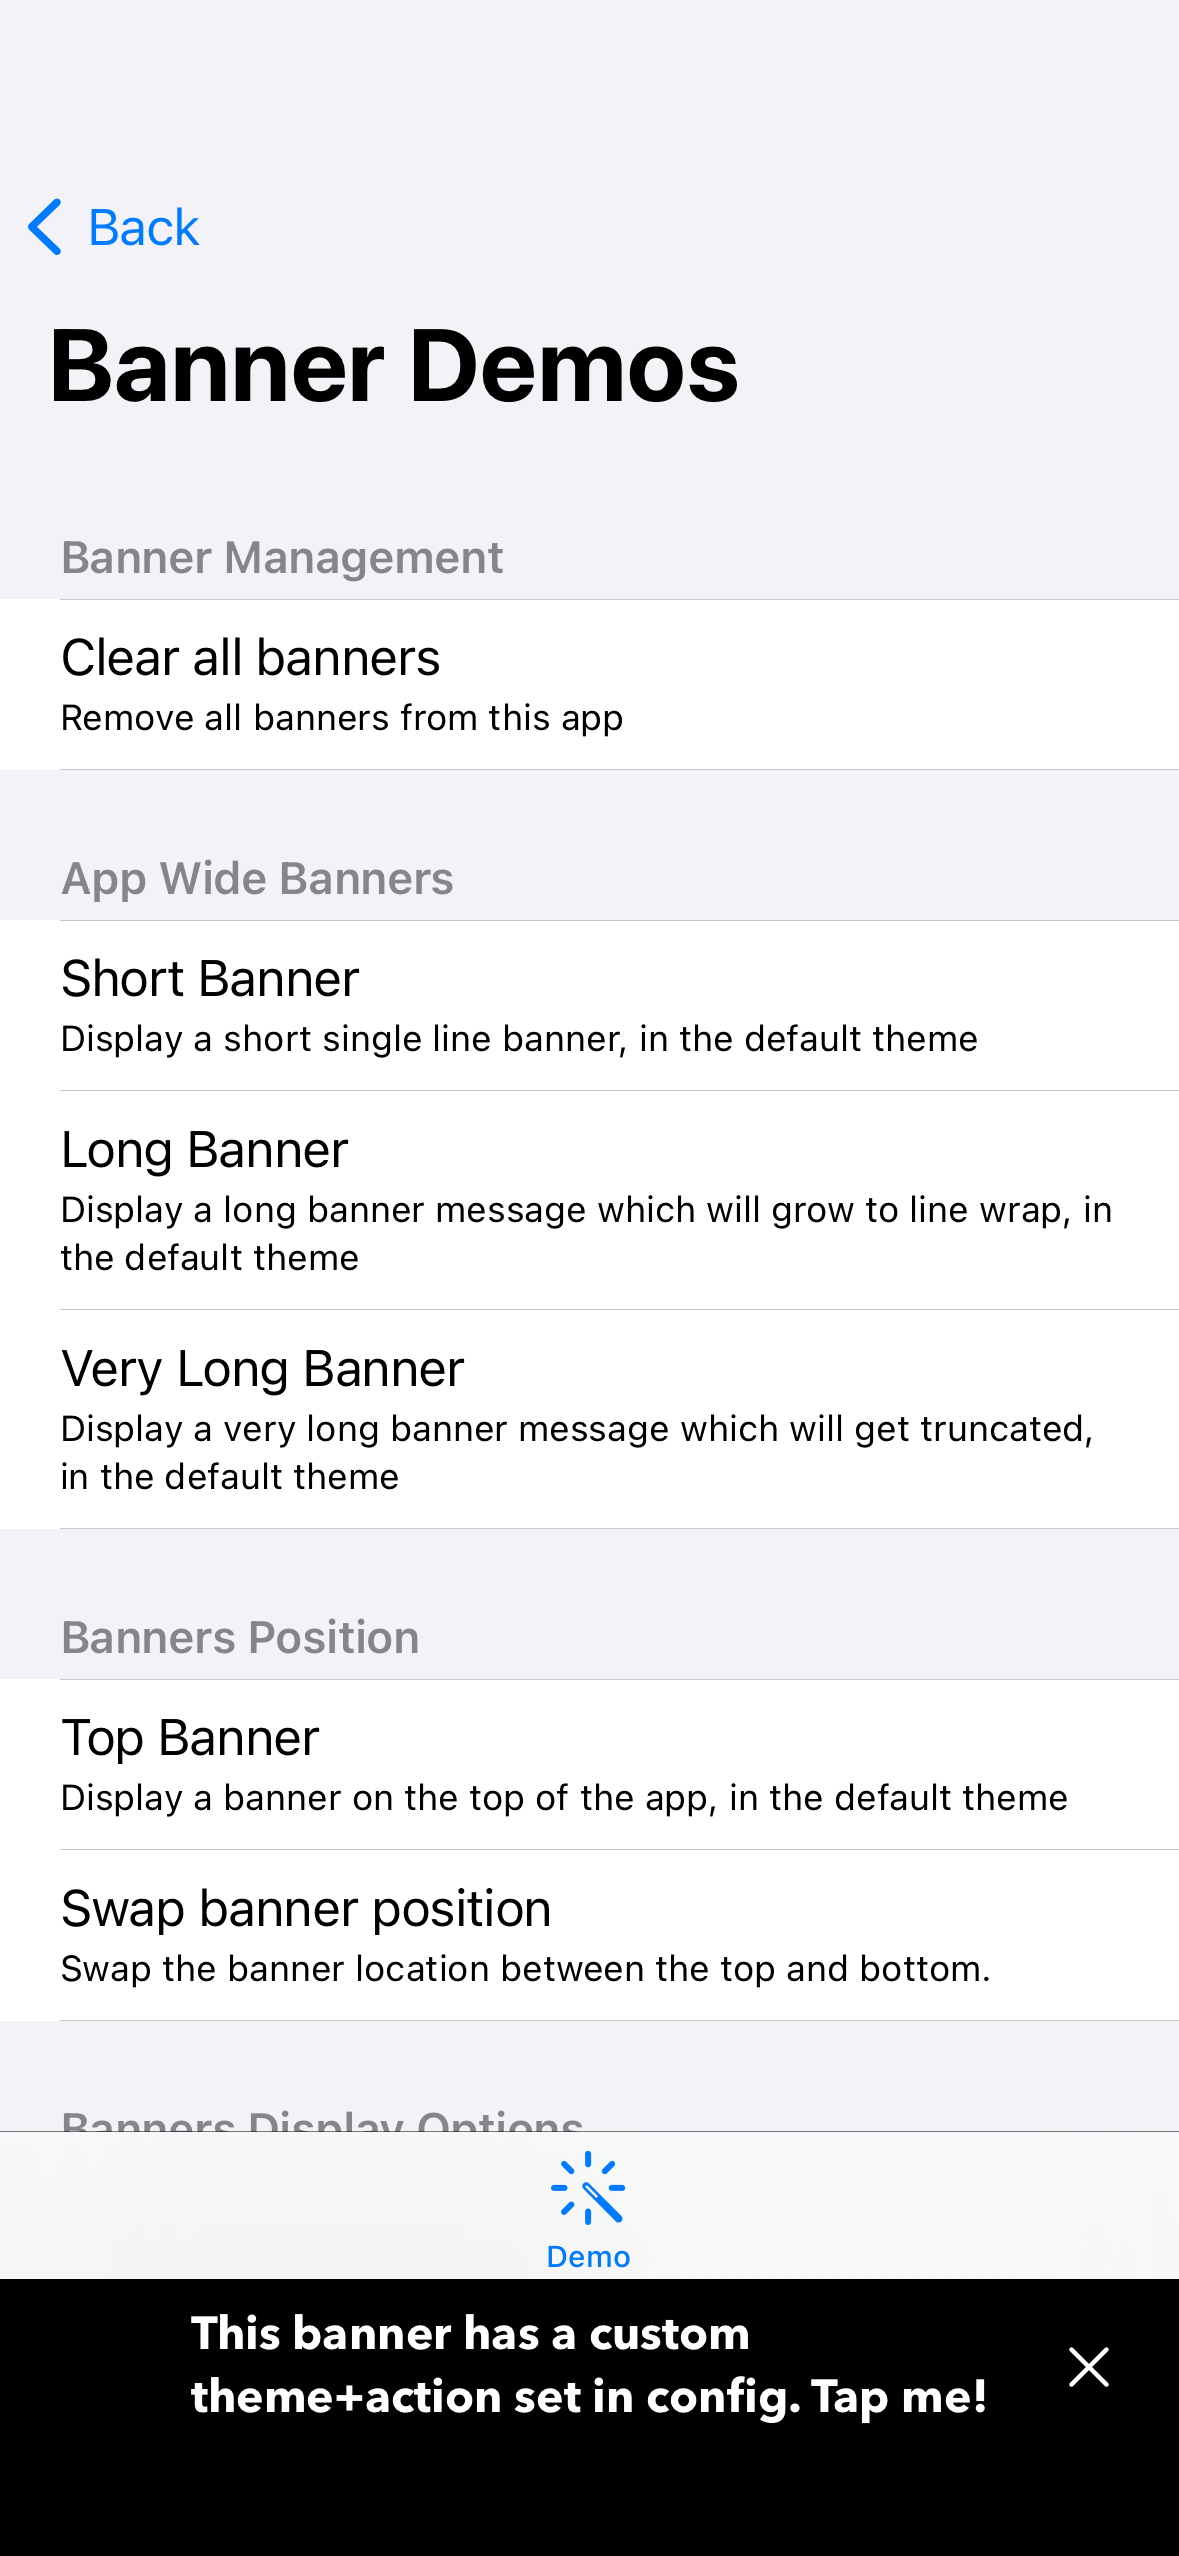 Back
Banner Demos
Banner Management
Clear all banners
Remove all banners from this app
App Wide Banners
Short Banner
Display a short single line banner, in the default theme
Long Banner
Display a long banner message which will grow to line wrap, in
the default theme
Very Long Banner
Display a very long banner message which will get truncated,
in the default theme
Banners Position
Top Banner
Display a banner on the top of the app, in the default theme
Swap banner position
Swap the banner location between the top and bottom.
Banners Display Options
Demo
This banner has a custom
theme+action set in config. Tap me!